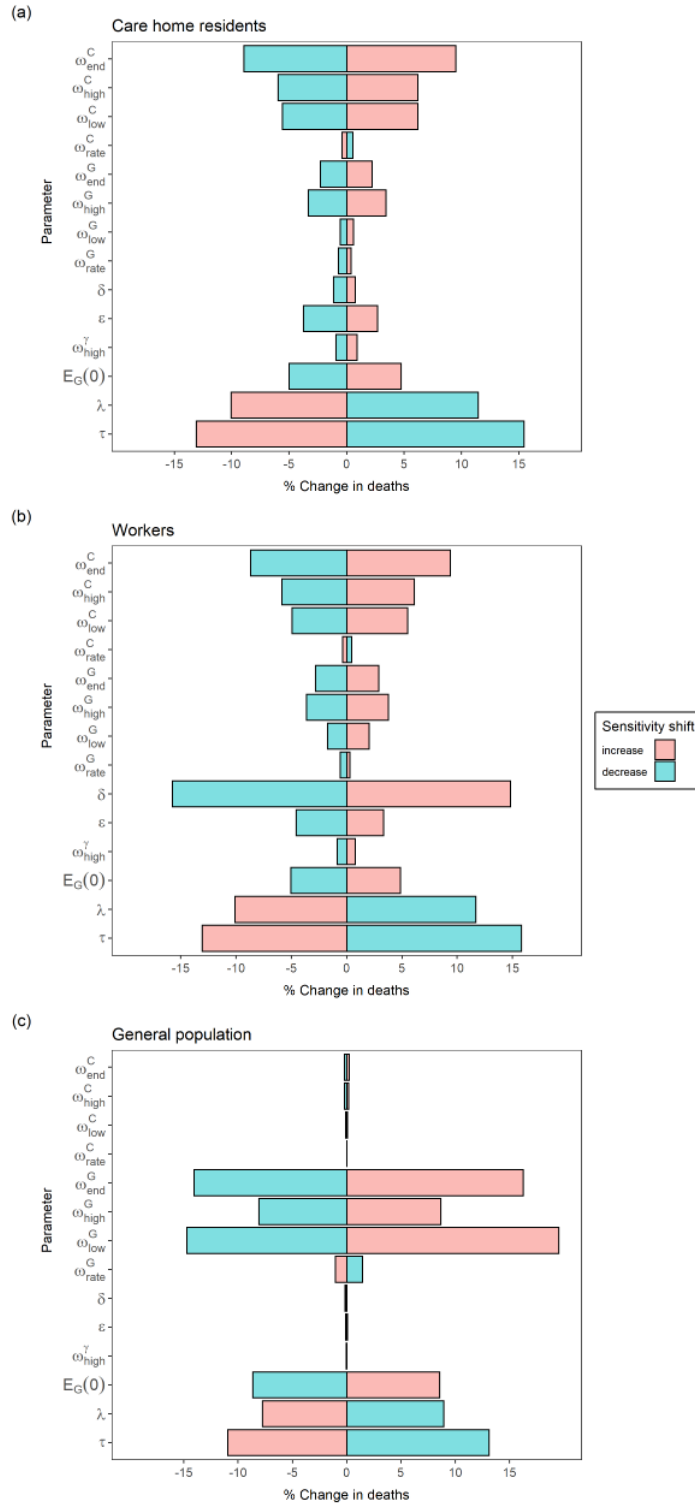 (a)
Care home residents
Parameter
ω^C_end
ω^C_high
ω^C_low
ω^C_rate
ω^G_end
ω^G_high
ω^G_low
ω^G_rate
δ
ε
ω^γ_high
E_G(0)
λ
τ
-15 -10 -5 0 5 10 15
% Change in deaths
(b)
Workers
Parameter
ω^C_end
ω^C_high
ω^C_low
ω^C_rate
ω^G_end
ω^G_high
ω^G_low
ω^G_rate
δ
ε
ω^γ_high
E_G(0)
λ
τ
-15 -10 -5 0 5 10 15
% Change in deaths
Sensitivity shift
increase
decrease
(c)
General population
Parameter
ω^C_end
ω^C_high
ω^C_low
ω^C_rate
ω^G_end
ω^G_high
ω^G_low
ω^G_rate
δ
ε
ω^γ_high
E_G(0)
λ
τ
-15 -10 -5 0 5 10 15
% Change in deaths